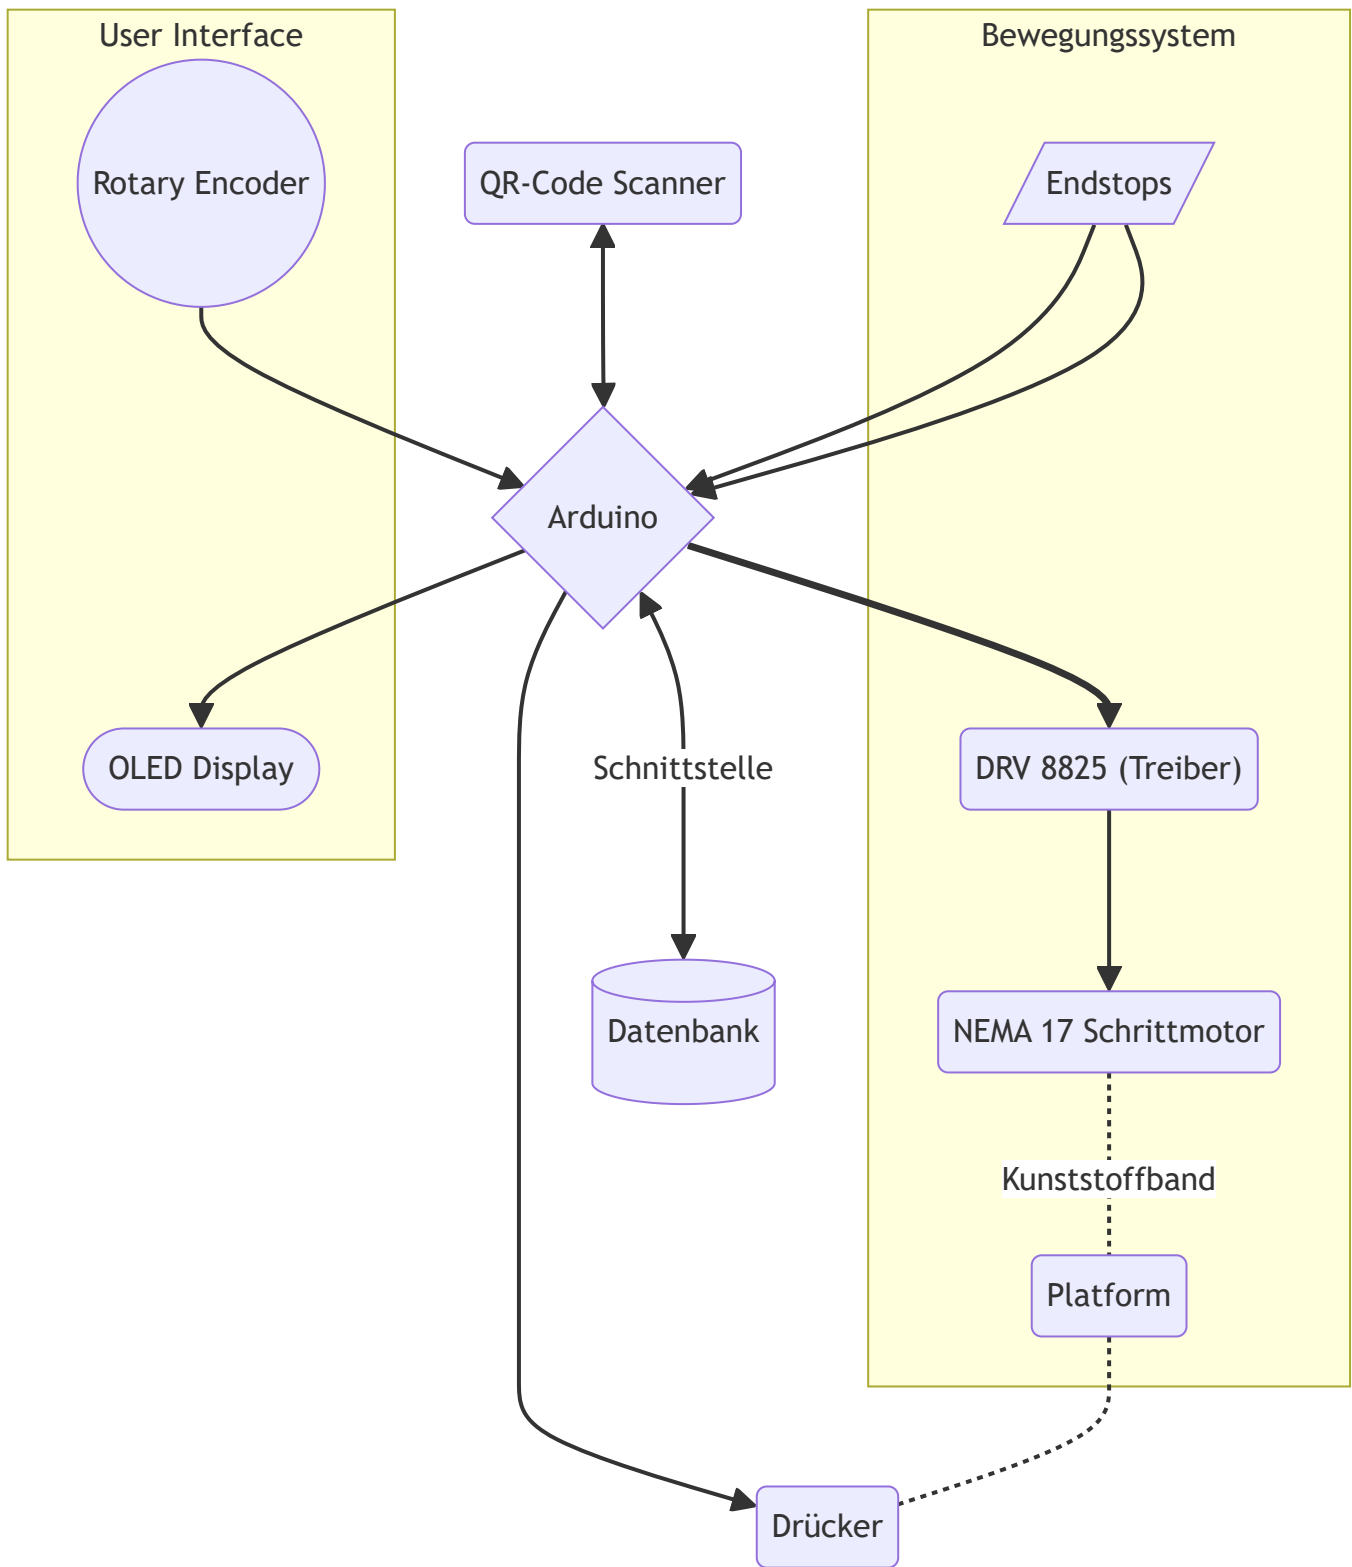 User Interface
Bewegungssystem
Rotary Encoder
QR-Code Scanner
Endstops
Arduino
OLED Display
Schnittstelle
DRV 8825 (Treiber)
Datenbank
NEMA 17 Schrittmotor
Kunststoffband
Platform
Drücker